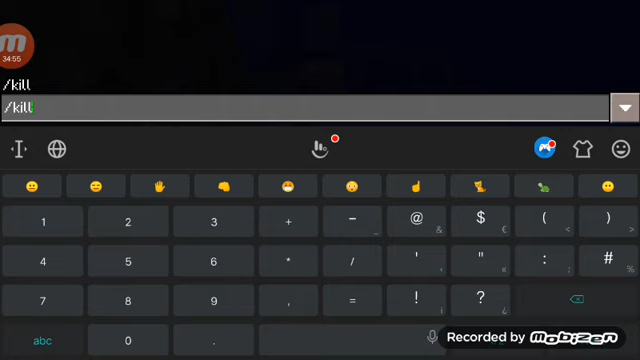 34:55
/kill
/kill
1 2 3 + - _ @ & $ € ( < ) >
4 5 6 * / ' ‹ " « : ; # %
7 8 9 , = ! ¡ ? ¿
abc 0 .
Recorded by mobizen